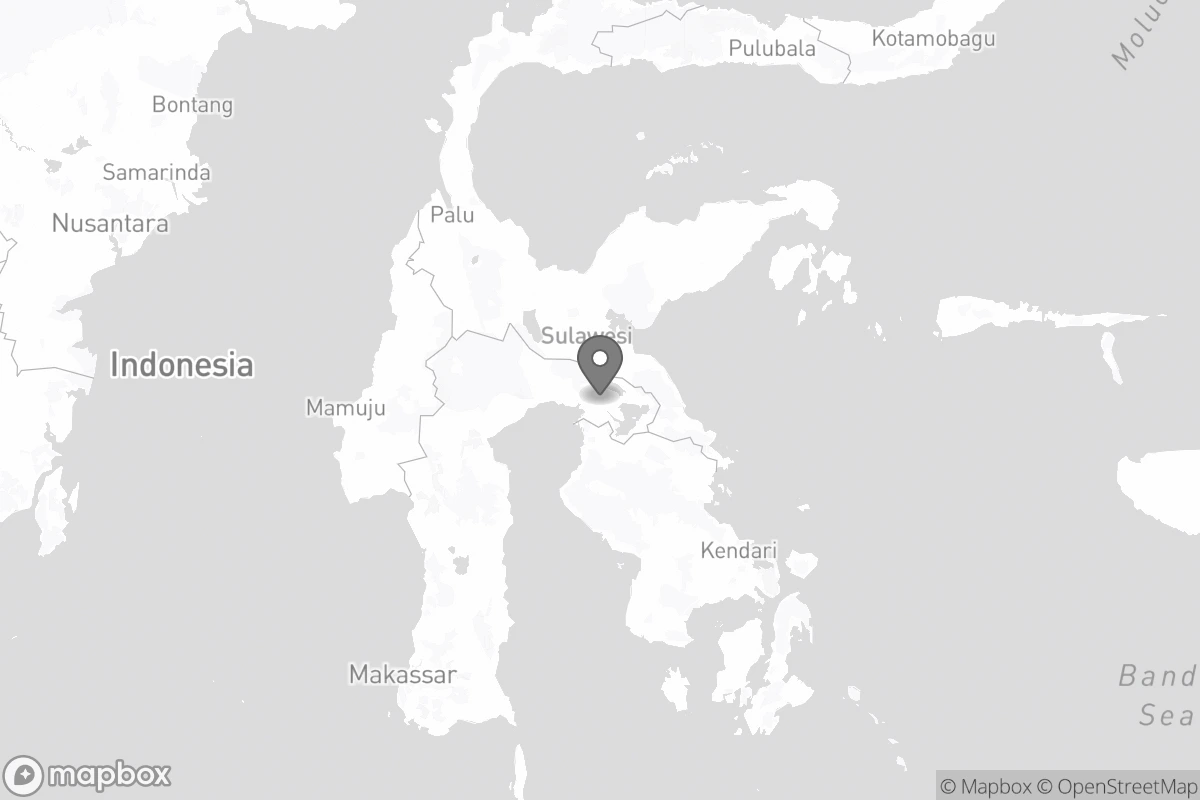 Moluc
Kotamobagu
Pulubala
Bontang
Samarinda
Palu
Nusantara
Sulawesi
Indonesia
Mamuju
Kendari
Makassar
Band
Sea
mapbox
© Mapbox © OpenStreetMap